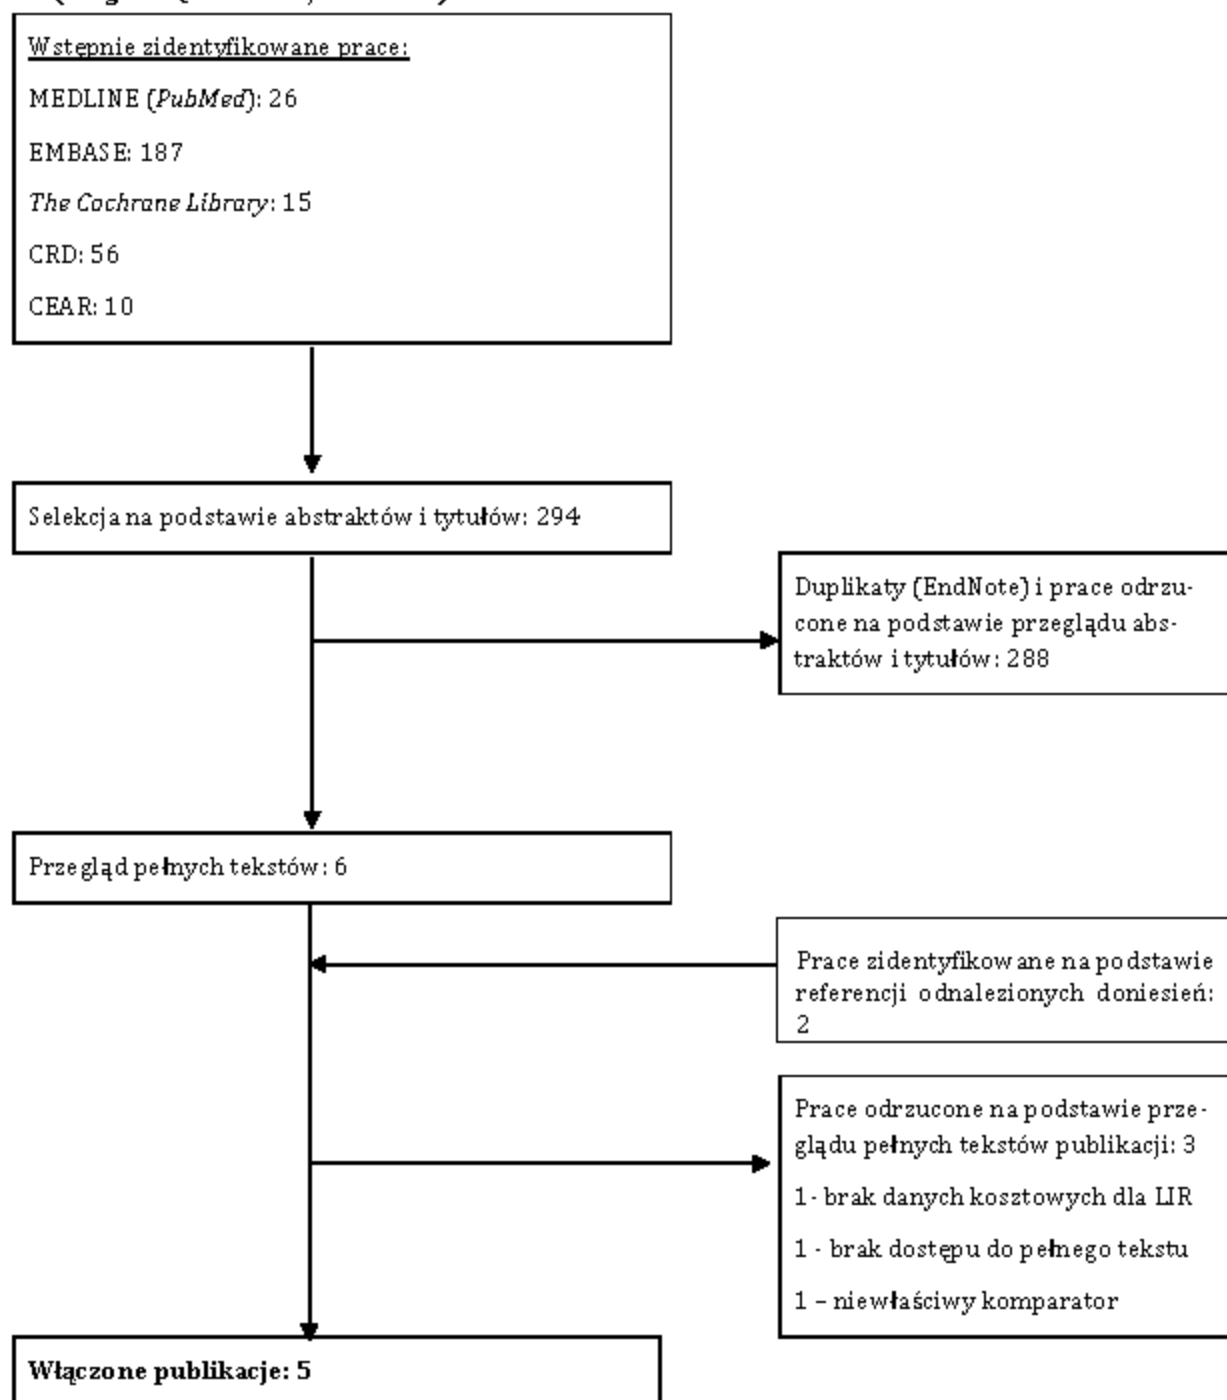 Wstępnie zidentyfikowane prace:
MEDLINE (PubMed): 26
EMBASE: 187
The Cochrane Library: 15
CRD: 56
CEAR: 10
Selekcja na podstawie abstraktów i tytułów: 294
Duplikaty (EndNote) i prace odrzu-
cone na podstawie przeglądu abs-
traktów i tytułów: 288
Przegląd pełnych tekstów: 6
Prace zidentyfikowane na podstawie
referencji odnalezionych doniesień:
2
Prace odrzucone na podstawie prze-
glądu pełnych tekstów publikacji: 3
1- brak danych kosztowych dla LIR
1 - brak dostępu do pełnego tekstu
1 – niewłaściwy komparator
Włączone publikacje: 5